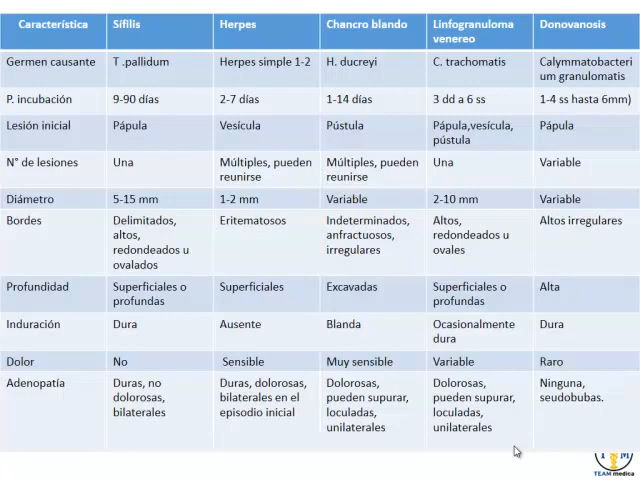 Característica Sífilis Herpes Chancro blando Linfogranuloma venereo Donovanosis
Germen causante T .pallidum Herpes simple 1-2 H. ducreyi C. trachomatis Calymmatobacteri um granulomatis
P. incubación 9-90 días 2-7 días 1-14 días 3 dd a 6 ss 1-4 ss hasta 6mm)
Lesión inicial Pápula Vesícula Pústula Pápula,vesícula, pústula Pápula
N° de lesiones Una Múltiples, pueden reunirse Múltiples, pueden reunirse Una Variable
Diámetro 5-15 mm 1-2 mm Variable 2-10 mm Variable
Bordes Delimitados, altos, redondeados u ovalados Eritematosos Indeterminados, anfractuosos, irregulares Altos, redondeados u ovales Altos irregulares
Profundidad Superficiales o profundas Superficiales Excavadas Superficiales o profundas Alta
Induración Dura Ausente Blanda Ocasionalmente dura Dura
Dolor No Sensible Muy sensible Variable Raro
Adenopatía Duras, no dolorosas, bilaterales Duras, dolorosas, bilaterales en el episodio inicial Dolorosas, pueden supurar, loculadas, unilaterales Dolorosas, pueden supurar, loculadas, unilaterales Ninguna, seudobubas.
T M
TEAM medica